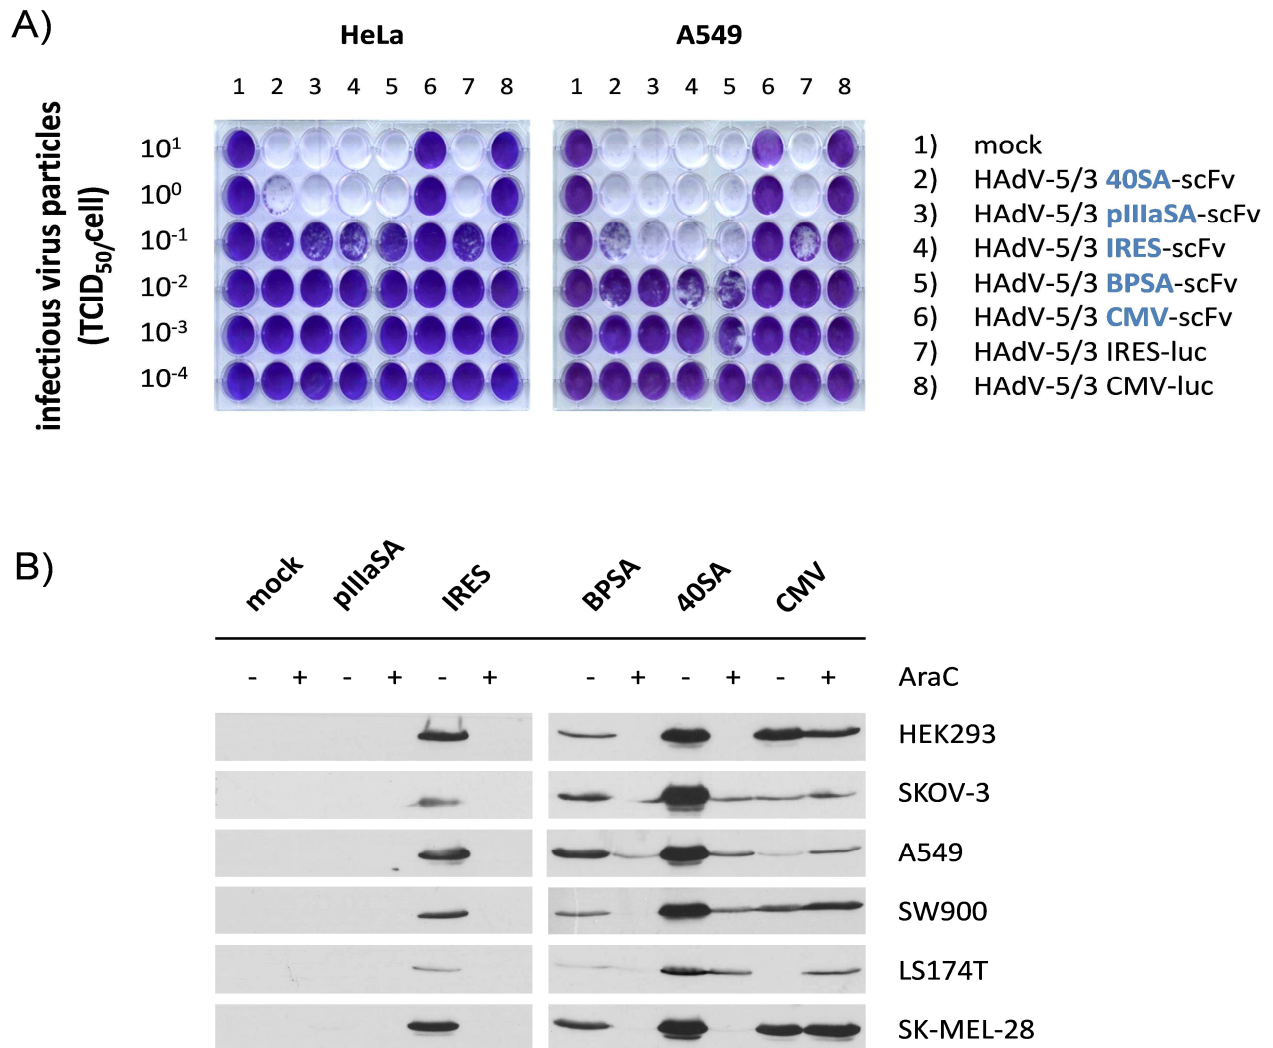 A)
HeLa A549
1 2 3 4 5 6 7 8 1 2 3 4 5 6 7 8
infectious virus particles
(TCID50/cell)
10¹
10⁰
10⁻¹
10⁻²
10⁻³
10⁻⁴
1) mock
2) HAdV-5/3 40SA-scFv
3) HAdV-5/3 pIIIaSA-scFv
4) HAdV-5/3 IRES-scFv
5) HAdV-5/3 BPSA-scFv
6) HAdV-5/3 CMV-scFv
7) HAdV-5/3 IRES-luc
8) HAdV-5/3 CMV-luc
B)
mock pIIIaSA IRES BPSA 40SA CMV
- + - + - + - + - + - + AraC
HEK293
SKOV-3
A549
SW900
LS174T
SK-MEL-28